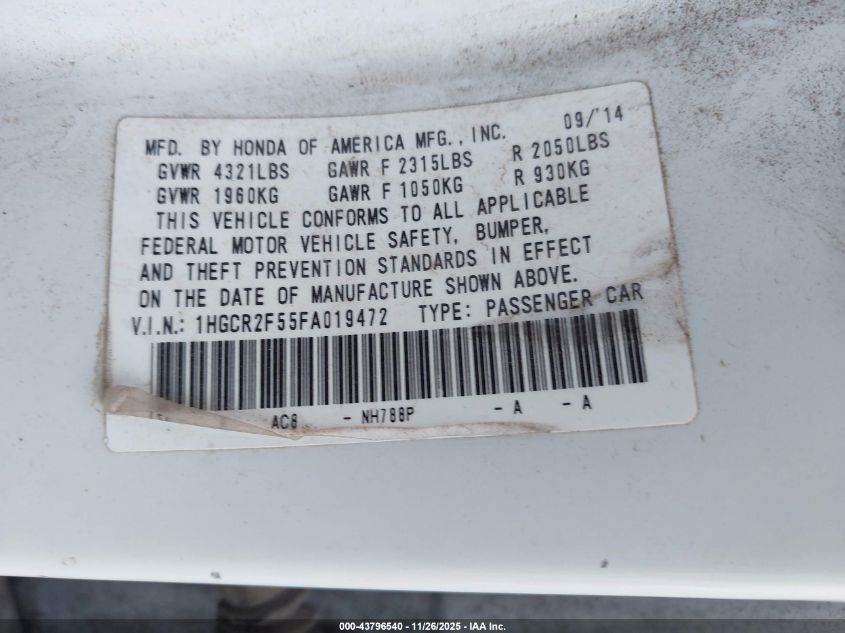 MFD. BY HONDA OF AMERICA MFG., INC. 09/'14
GVWR 4321LBS GAWR F 2315LBS R 2050LBS
GVWR 1960KG GAWR F 1050KG R 930KG
THIS VEHICLE CONFORMS TO ALL APPLICABLE
FEDERAL MOTOR VEHICLE SAFETY, BUMPER,
AND THEFT PREVENTION STANDARDS IN EFFECT
ON THE DATE OF MANUFACTURE SHOWN ABOVE.
V.I.N.: 1HGCR2F55FA019472 TYPE: PASSENGER CAR
AC8 - NH788P - A - A
000-43796540 - 11/26/2025 - IAA Inc.